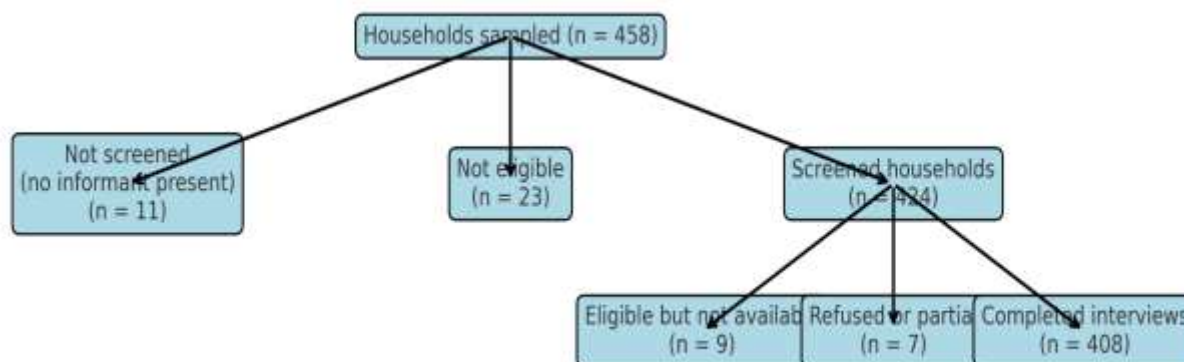 Households sampled (n = 458)
Not screened
(no informant present)
(n = 11)
Not eligible
(n = 23)
Screened households
(n = 424)
Eligible but not availab
(n = 9)
Refused or partia
(n = 7)
Completed interviews
(n = 408)